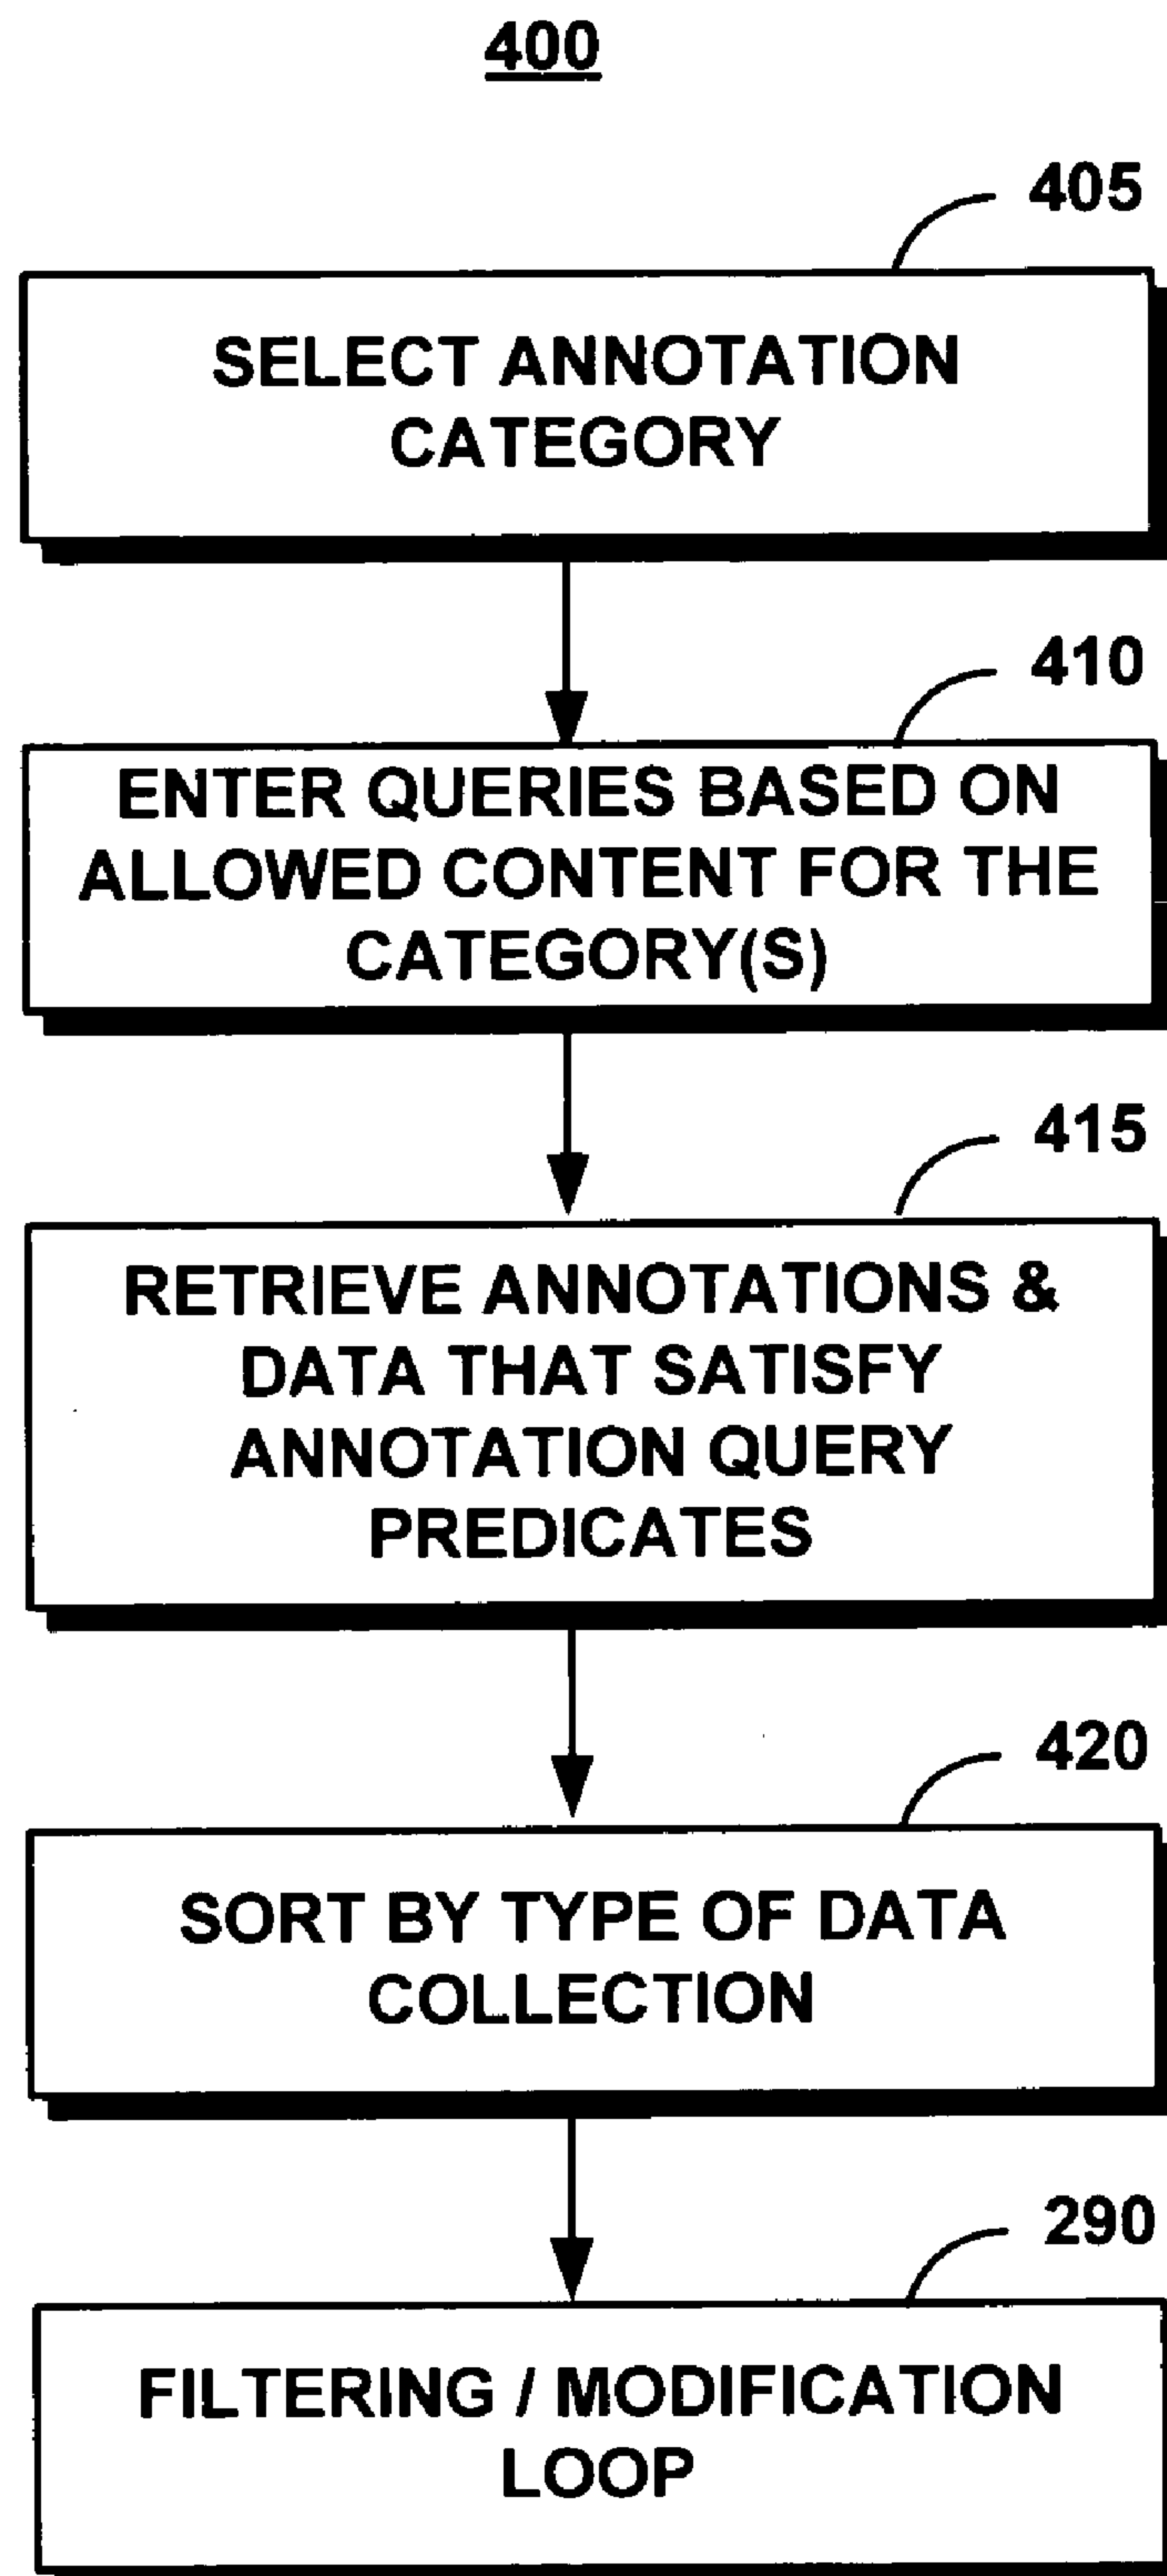 400
405
SELECT ANNOTATION
CATEGORY
410
ENTER QUERIES BASED ON
ALLOWED CONTENT FOR THE
CATEGORY(S)
415
RETRIEVE ANNOTATIONS &
DATA THAT SATISFY
ANNOTATION QUERY
PREDICATES
420
SORT BY TYPE OF DATA
COLLECTION
290
FILTERING / MODIFICATION
LOOP